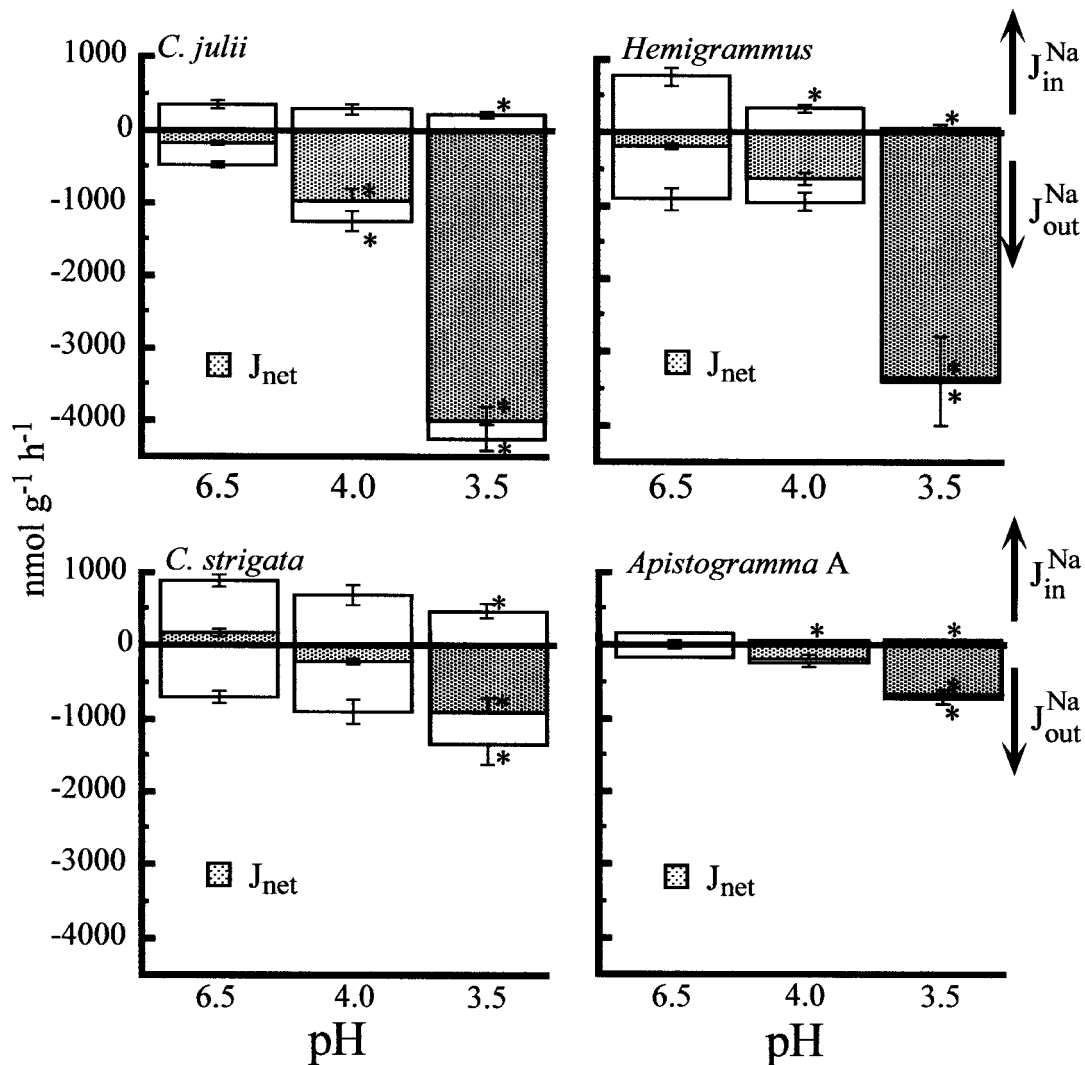 C. julii
Hemigrammus
1000
0
-1000
-2000
-3000
-4000
J_in^Na
J_out^Na
J_net
J_net
* * * * *
* * * *
6.5 4.0 3.5
6.5 4.0 3.5
nmol g^-1 h^-1
C. strigata
Apistogramma A
1000
0
-1000
-2000
-3000
-4000
J_in^Na
J_out^Na
J_net
J_net
* * *
* * * *
6.5 4.0 3.5
6.5 4.0 3.5
pH
pH